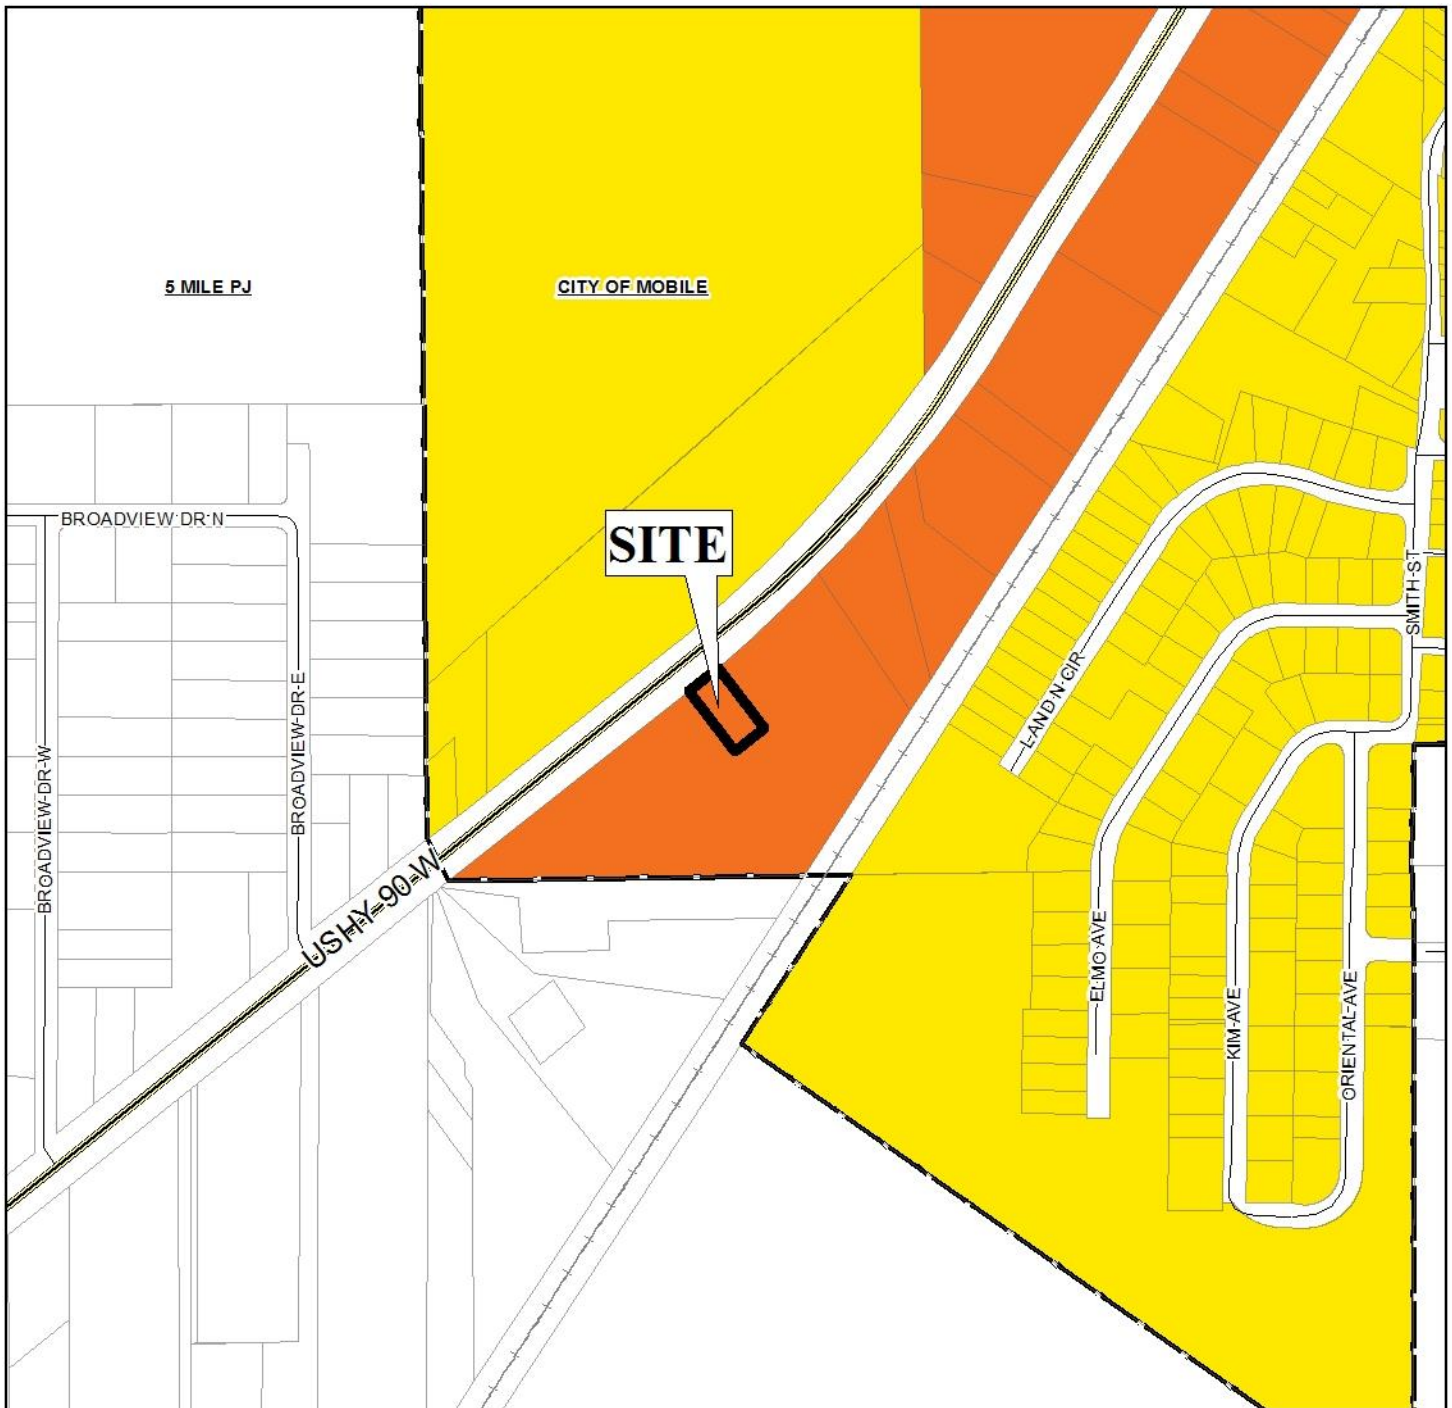 5 MILE PJ
CITY OF MOBILE
BROADVIEW DR N
SITE
SMITH ST
LAND N CIR
BROADVIEW DR E
BROADVIEW DR W
USHY 90 W
ELMO AVE
KIM AVE
ORIENTAL AVE